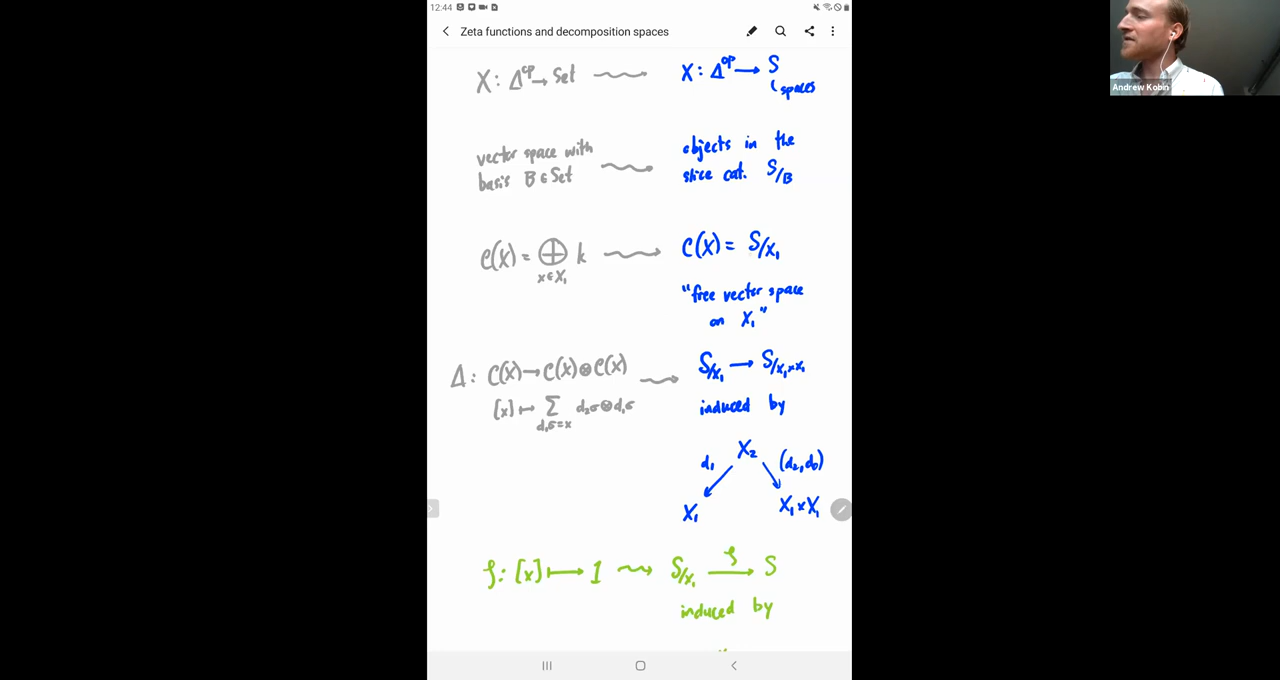 12:44
Zeta functions and decomposition spaces
Andrew Kobin
X : Δ^op → Set ⇝ X : Δ^op → S
spaces
vector space with basis B ∈ Set ⇝ objects in the slice cat. S/B
C(X) = ⊕_{x∈X₁} k ⇝ C(X) = S/X₁
"free vector space
on X₁"
Δ : C(X) → C(X) ⊗ C(X) ⇝ S/X₁ → S/X₁×X₁
[x] ↦ Σ_{d₁σ=x} d₂σ ⊗ d₁σ
induced by
X₂
d₁ (d₂, d₀)
X₁ X₁ × X₁
ζ : [x] ↦ 1 ⇝ S/X₁ —ζ→ S
induced by